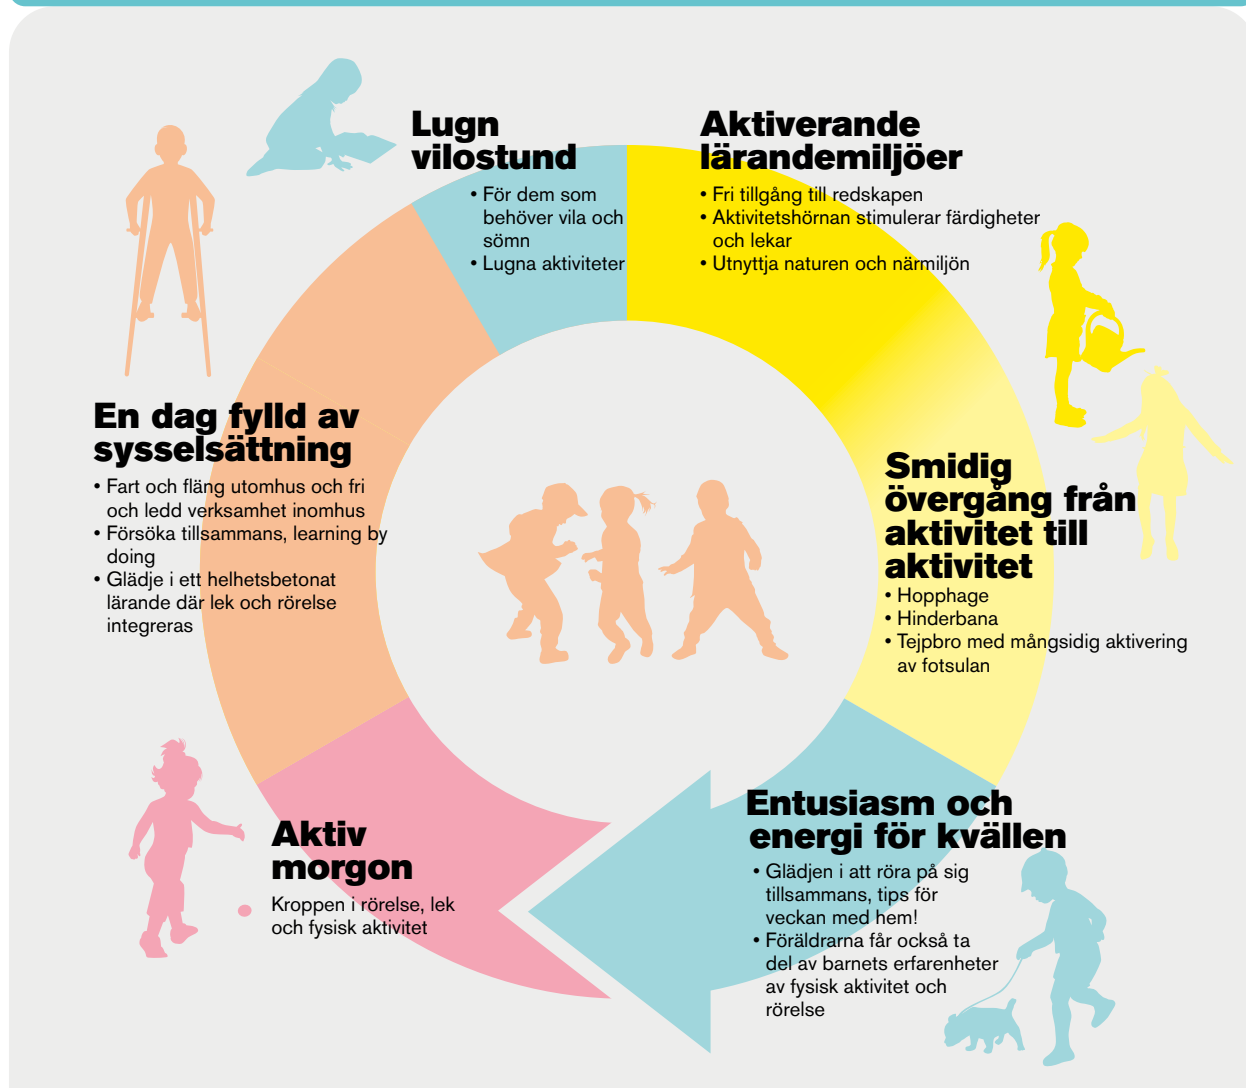 Lugn
vilostund
• För dem som
behöver vila och
sömn
• Lugna aktiviteter
Aktiverande
lärandemiljöer
• Fri tillgång till redskapen
• Aktivitetshörnan stimulerar färdigheter
och lekar
• Utnyttja naturen och närmiljön
En dag fylld av
sysselsättning
• Fart och fläng utomhus och fri
och ledd verksamhet inomhus
• Försöka tillsammans, learning by
doing
• Glädje i ett helhetsbetonat
lärande där lek och rörelse
integreras
Smidig
övergång från
aktivitet till
aktivitet
• Hopphage
• Hinderbana
• Tejpbro med mångsidig aktivering
av fotsulan
Aktiv
morgon
Kroppen i rörelse, lek
och fysisk aktivitet
Entusiasm och
energi för kvällen
• Glädjen i att röra på sig
tillsammans, tips för
veckan med hem!
• Föräldrarna får också ta
del av barnets erfarenheter
av fysisk aktivitet och
rörelse